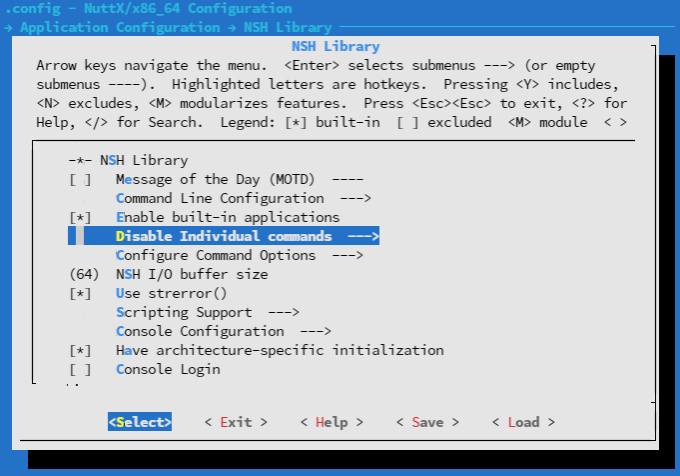 .config - NuttX/x86_64 Configuration
→ Application Configuration → NSH Library
NSH Library
Arrow keys navigate the menu.  <Enter> selects submenus ---> (or empty
submenus ----).  Highlighted letters are hotkeys.  Pressing <Y> includes,
<N> excludes, <M> modularizes features.  Press <Esc><Esc> to exit, <?> for
Help, </> for Search.  Legend: [*] built-in  [ ] excluded  <M> module  < >
-*- NSH Library
[ ]   Message of the Day (MOTD)  ----
Command Line Configuration  --->
[*]   Enable built-in applications
Disable Individual commands  --->
Configure Command Options  --->
(64)  NSH I/O buffer size
[*]   Use strerror()
Scripting Support  --->
Console Configuration  --->
[*]   Have architecture-specific initialization
[ ]   Console Login
<Select>    < Exit >    < Help >    < Save >    < Load >